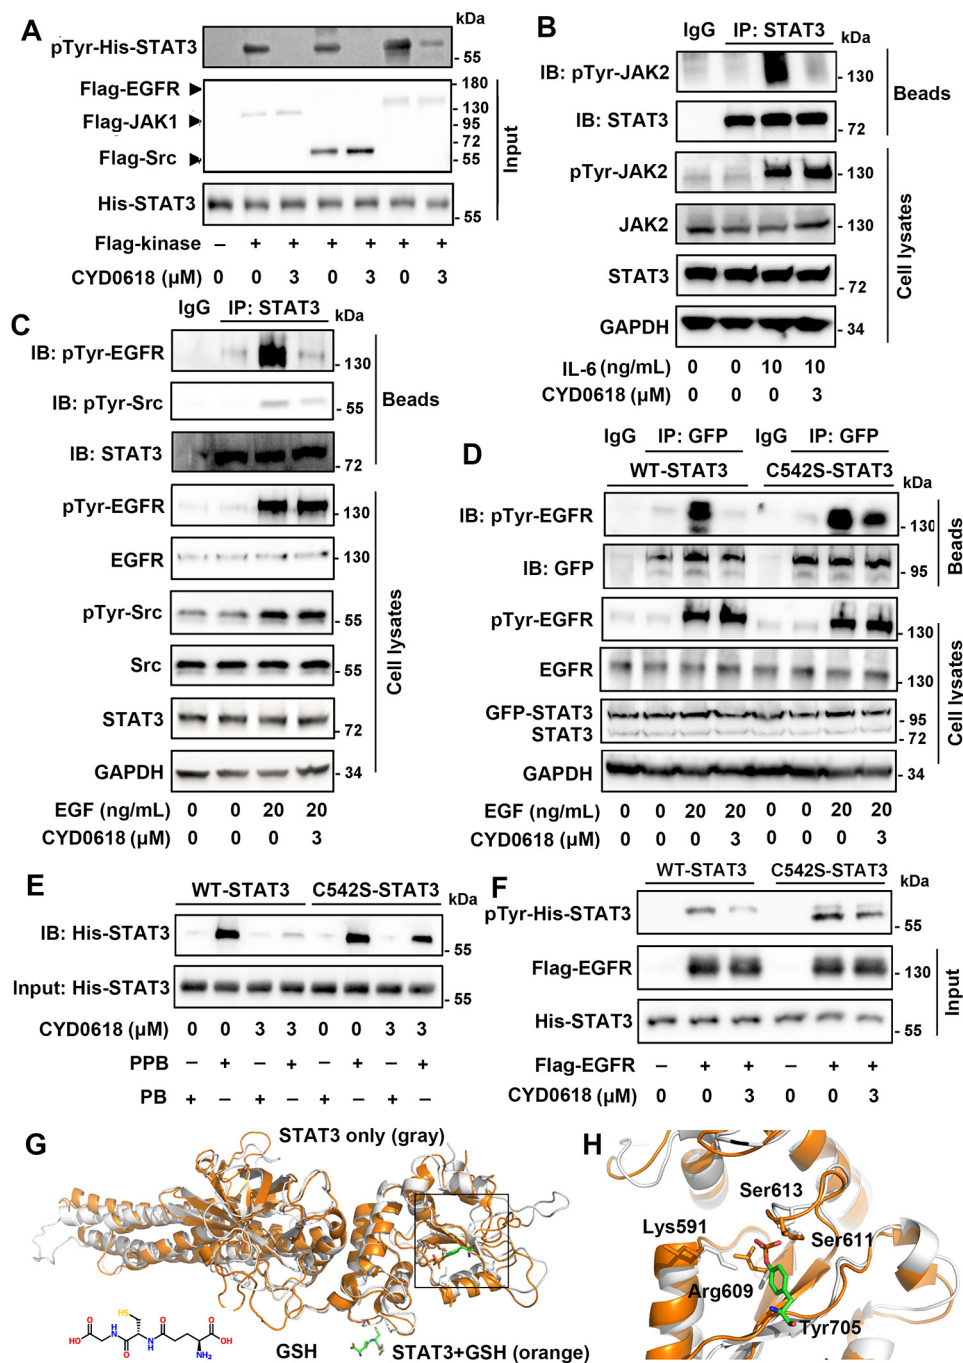 A
kDa
pTyr-His-STAT3
- 55
Flag-EGFR
Flag-JAK1
Flag-Src
180
- 130
- 95
- 72
- 55
His-STAT3
- 55
Input
Flag-kinase – + + + + + +
CYD0618 (μM) 0 0 3 0 3 0 3
B
IgG IP: STAT3
kDa
IB: pTyr-JAK2 - 130
IB: STAT3 - 72
Beads
pTyr-JAK2 - 130
JAK2 - 130
STAT3 - 72
GAPDH - 34
Cell lysates
IL-6 (ng/mL) 0 0 10 10
CYD0618 (μM) 0 0 0 3
C
IgG IP: STAT3
kDa
IB: pTyr-EGFR - 130
IB: pTyr-Src - 55
IB: STAT3 - 72
Beads
pTyr-EGFR - 130
EGFR - 130
pTyr-Src - 55
Src - 55
STAT3 - 72
GAPDH - 34
Cell lysates
EGF (ng/mL) 0 0 20 20
CYD0618 (μM) 0 0 0 3
D
IgG IP: GFP IgG IP: GFP
WT-STAT3 C542S-STAT3
kDa
IB: pTyr-EGFR - 130
IB: GFP - 95
Beads
pTyr-EGFR - 130
EGFR - 130
GFP-STAT3 - 95
STAT3 - 72
GAPDH - 34
Cell lysates
EGF (ng/mL) 0 0 20 20 0 0 20 20
CYD0618 (μM) 0 0 0 3 0 0 0 3
E
WT-STAT3 C542S-STAT3
kDa
IB: His-STAT3 - 55
Input: His-STAT3 - 55
CYD0618 (μM) 0 0 3 3 0 0 3 3
PPB – + – + – + – +
PB + – + – + – + –
F
WT-STAT3 C542S-STAT3
kDa
pTyr-His-STAT3 - 55
Flag-EGFR - 130
His-STAT3 - 55
Input
Flag-EGFR – + + – + +
CYD0618 (μM) 0 0 3 0 0 3
G
STAT3 only (gray)
HS
O
OH
O
HO
N
H
O
H
N
O
OH
NH2
GSH
STAT3+GSH (orange)
H
Ser613
Lys591
Ser611
Arg609
Tyr705